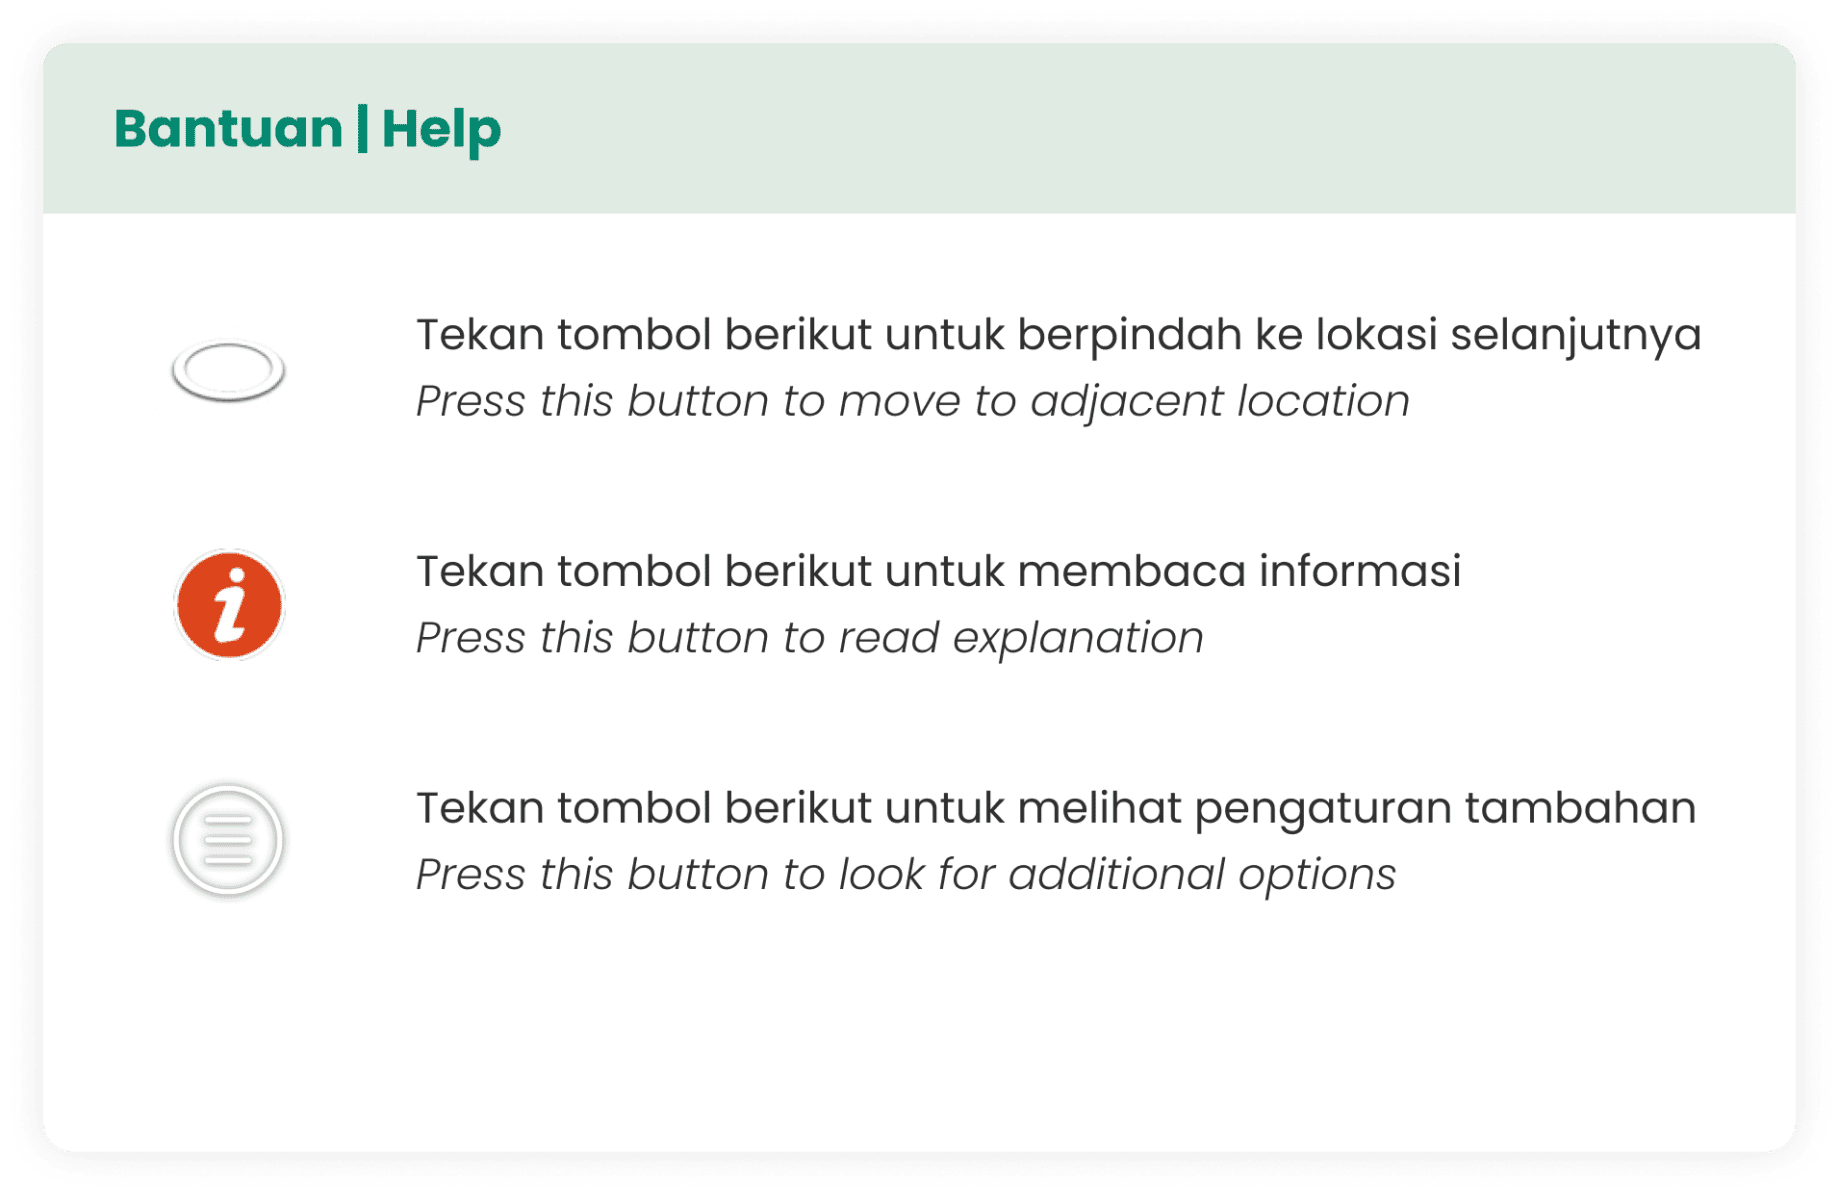 Bantuan | Help
Tekan tombol berikut untuk berpindah ke lokasi selanjutnya
Press this button to move to adjacent location
Tekan tombol berikut untuk membaca informasi
Press this button to read explanation
Tekan tombol berikut untuk melihat pengaturan tambahan
Press this button to look for additional options